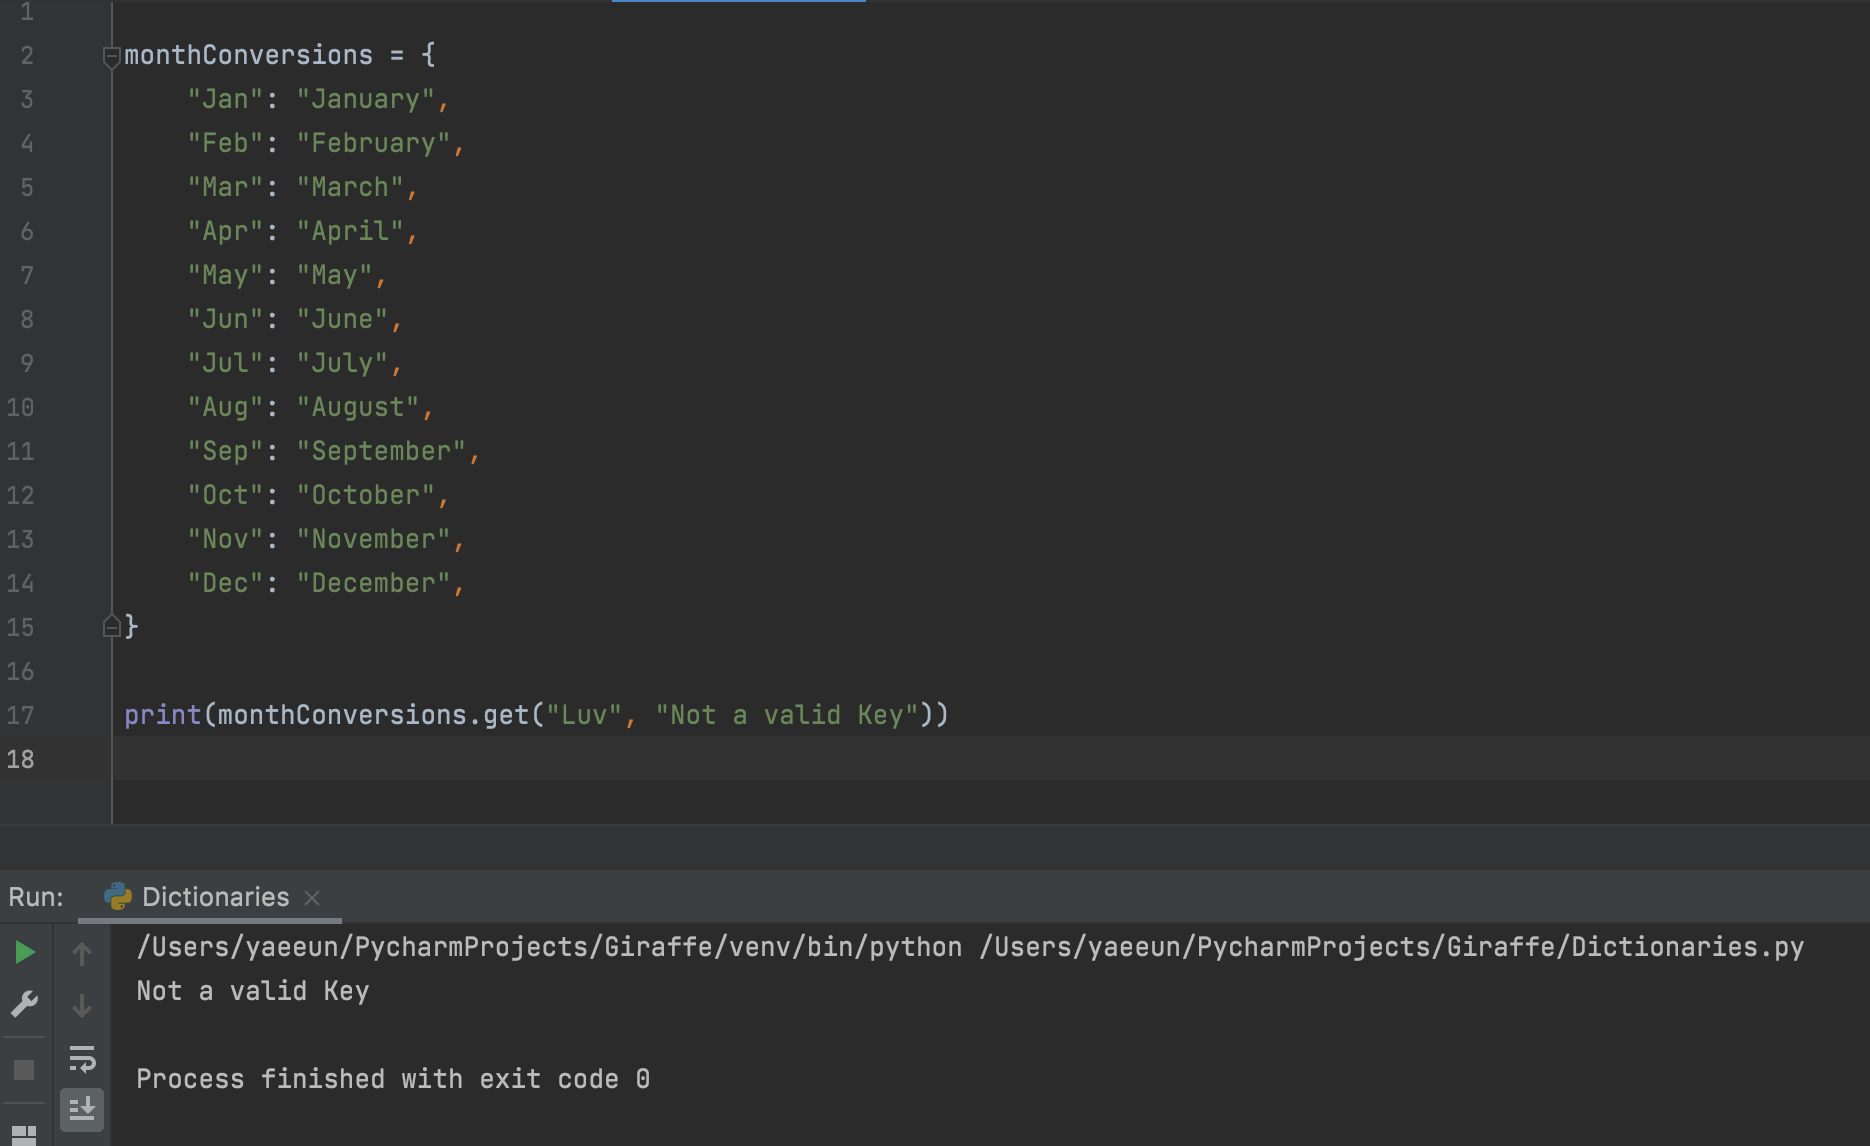 1
2 monthConversions = {
3 "Jan": "January",
4 "Feb": "February",
5 "Mar": "March",
6 "Apr": "April",
7 "May": "May",
8 "Jun": "June",
9 "Jul": "July",
10 "Aug": "August",
11 "Sep": "September",
12 "Oct": "October",
13 "Nov": "November",
14 "Dec": "December",
15 }
16
17 print(monthConversions.get("Luv", "Not a valid Key"))
18
Run: Dictionaries
/Users/yaeeun/PycharmProjects/Giraffe/venv/bin/python /Users/yaeeun/PycharmProjects/Giraffe/Dictionaries.py
Not a valid Key
Process finished with exit code 0